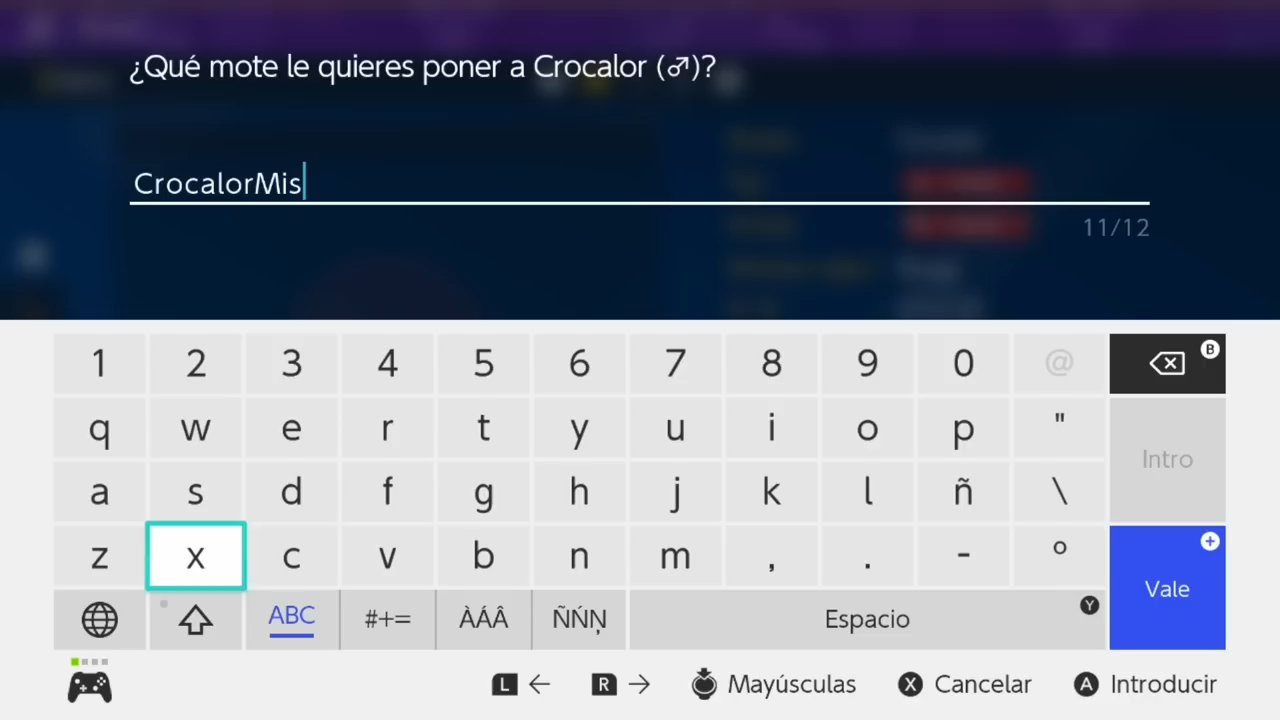 ¿Qué mote le quieres poner a Crocalor (♂)?
CrocalorMis
11/12
1 2 3 4 5 6 7 8 9 0 @ B
q w e r t y u i o p "
Intro
a s d f g h j k l ñ \
z x c v b n m , . - º +
Vale
ABC #+= ÀÁÂ ÑŃŅ Espacio Y
L ← R → Mayúsculas X Cancelar A Introducir